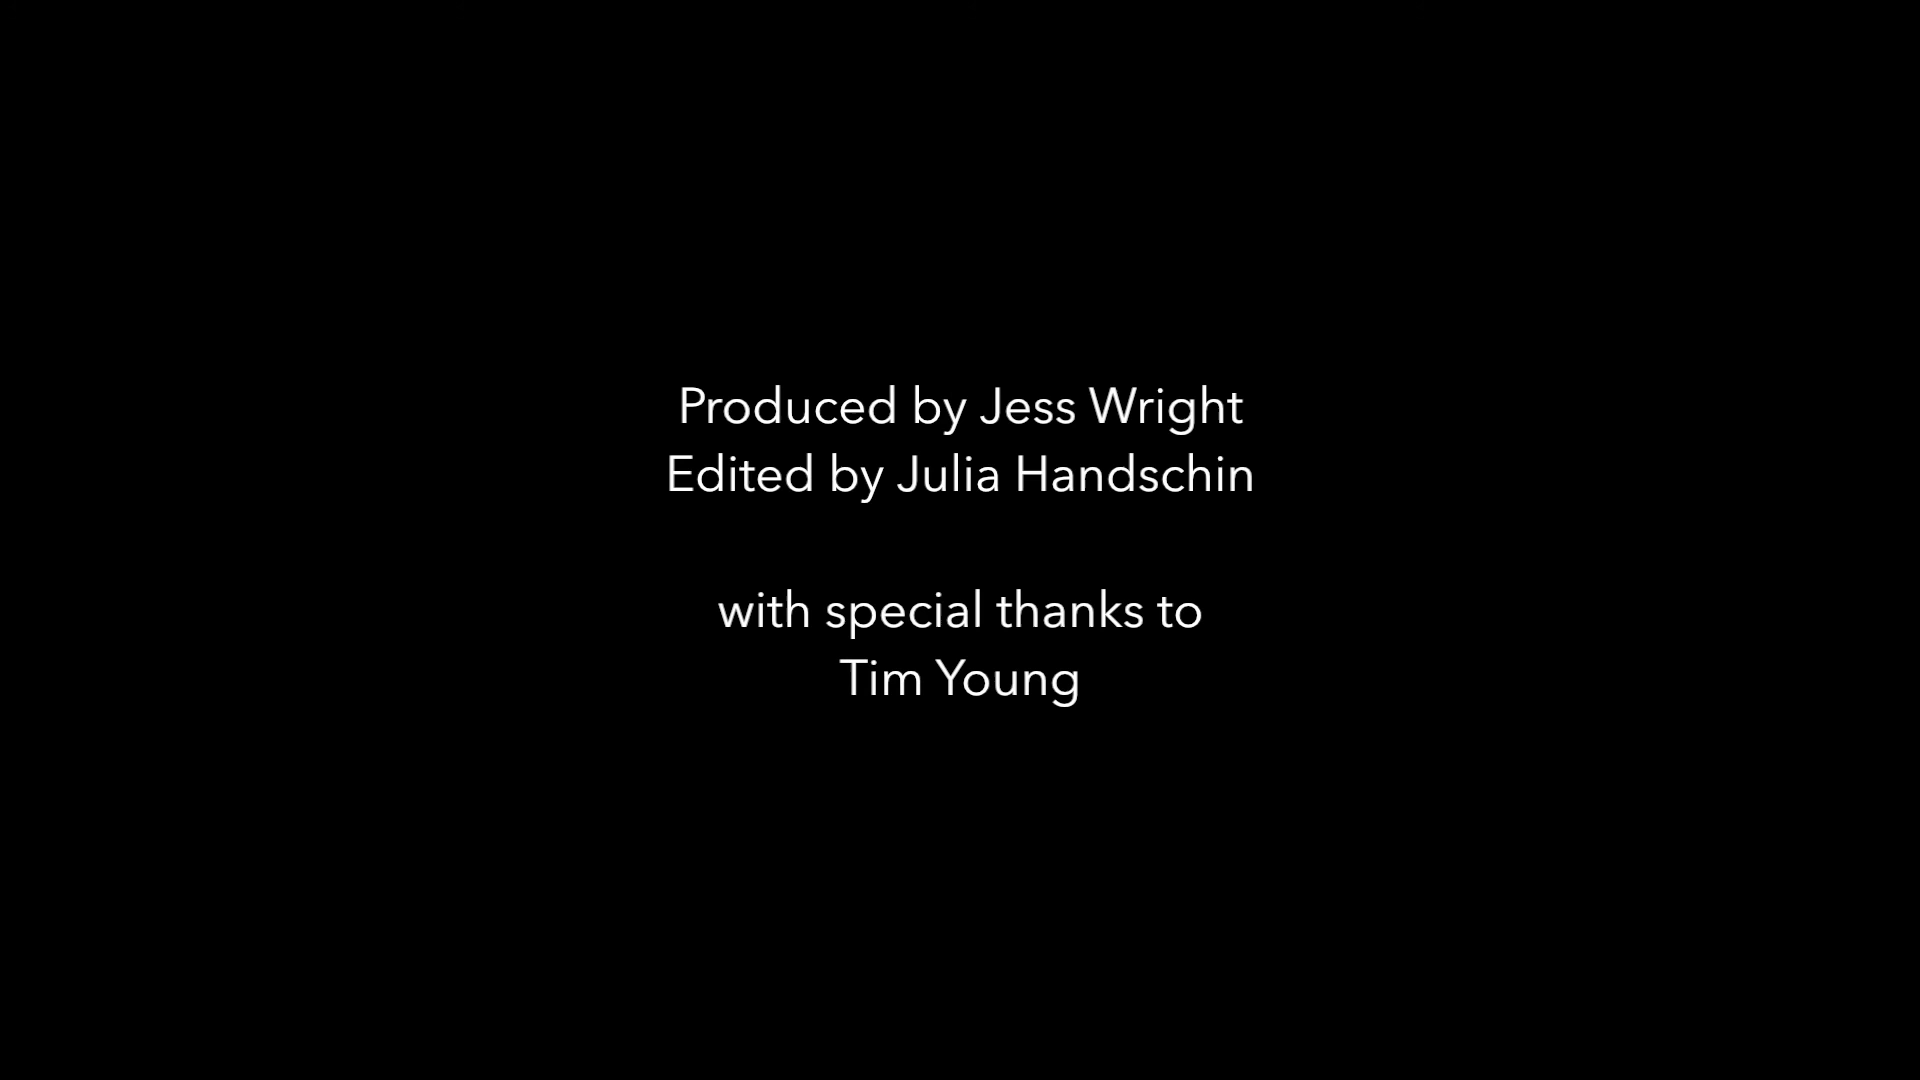 Produced by Jess Wright
Edited by Julia Handschin
with special thanks to
Tim Young